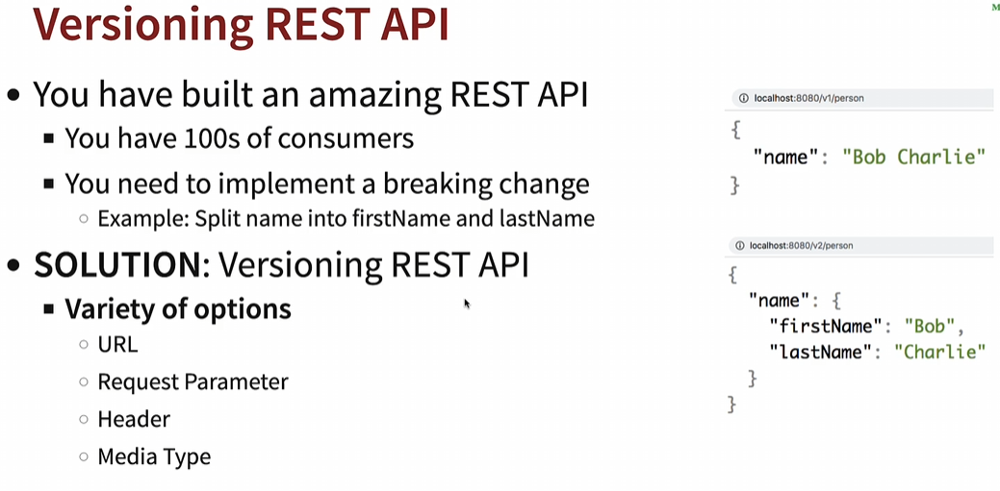 Versioning REST API
M
• You have built an amazing REST API
▪ You have 100s of consumers
▪ You need to implement a breaking change
○ Example: Split name into firstName and lastName
• SOLUTION: Versioning REST API
▪ Variety of options
○ URL
○ Request Parameter
○ Header
○ Media Type
localhost:8080/v1/person
{
"name": "Bob Charlie"
}
localhost:8080/v2/person
{
"name": {
"firstName": "Bob",
"lastName": "Charlie"
}
}